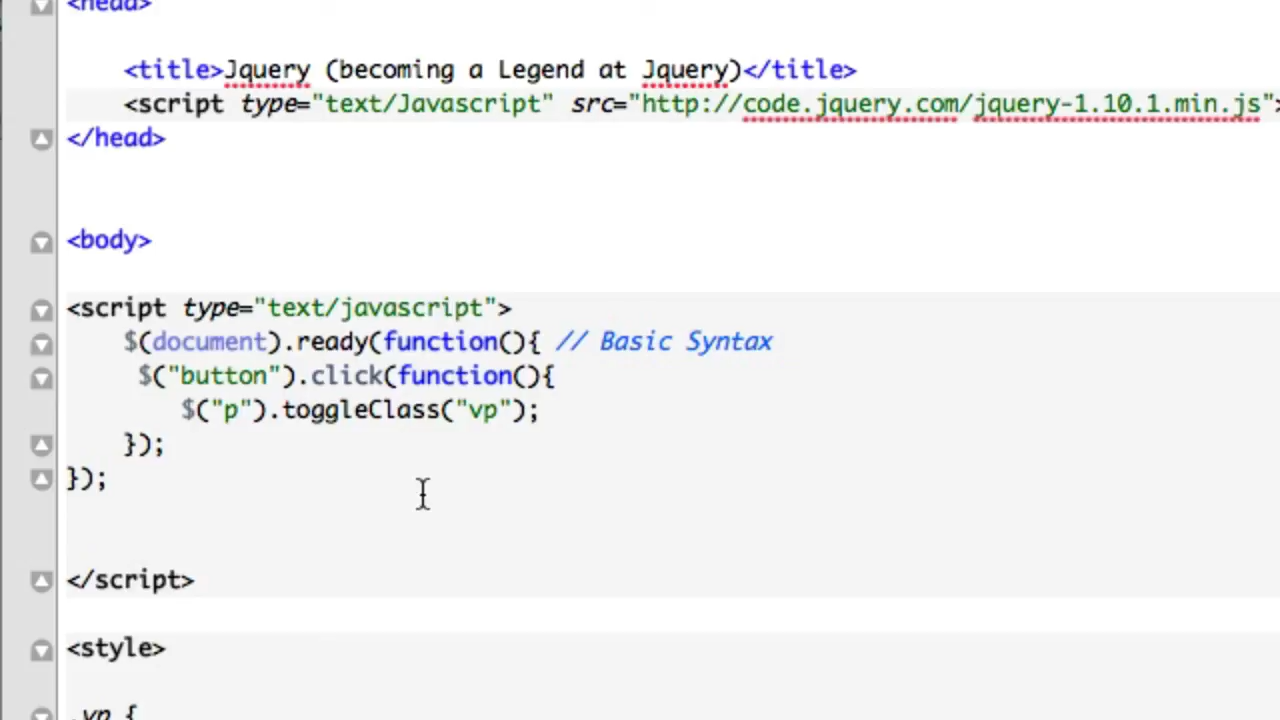 <head>
<title>Jquery (becoming a Legend at Jquery)</title>
<script type="text/Javascript" src="http://code.jquery.com/jquery-1.10.1.min.js">
</head>
<body>
<script type="text/javascript">
$(document).ready(function(){ // Basic Syntax
$("button").click(function(){
$("p").toggleClass("vp");
});
});
</script>
<style>
.vp {